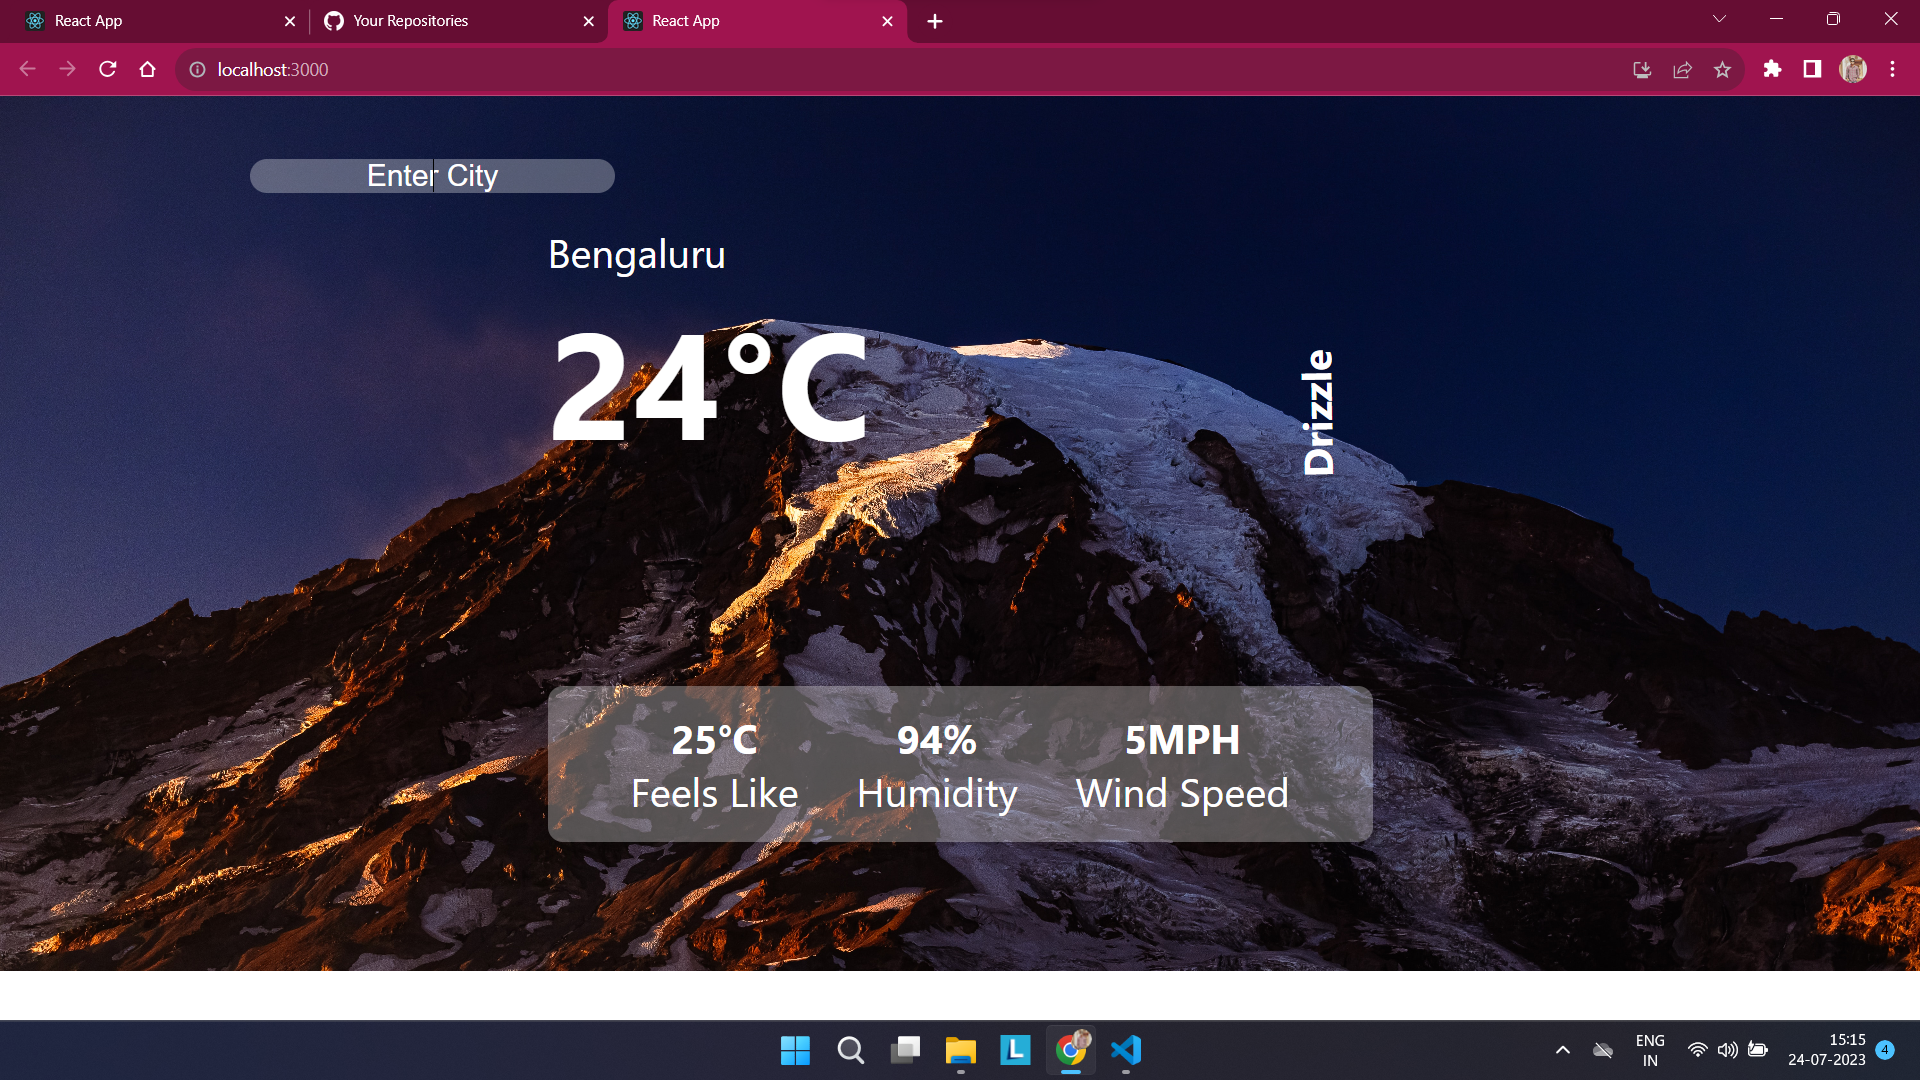 React App
Your Repositories
React App
localhost:3000
Enter City
Bengaluru
24°C
Drizzle
25°C
94%
5MPH
Feels Like
Humidity
Wind Speed
L
ENG
IN
15:15
24-07-2023
4